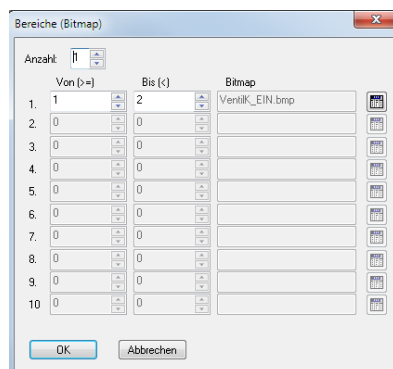 Bereiche (Bitmap)
Anzahl: 1
Von (>=) Bis (<) Bitmap
1. 1 2 VentilK_EIN.bmp
2. 0 0
3. 0 0
4. 0 0
5. 0 0
6. 0 0
7. 0 0
8. 0 0
9. 0 0
10 0 0
OK Abbrechen